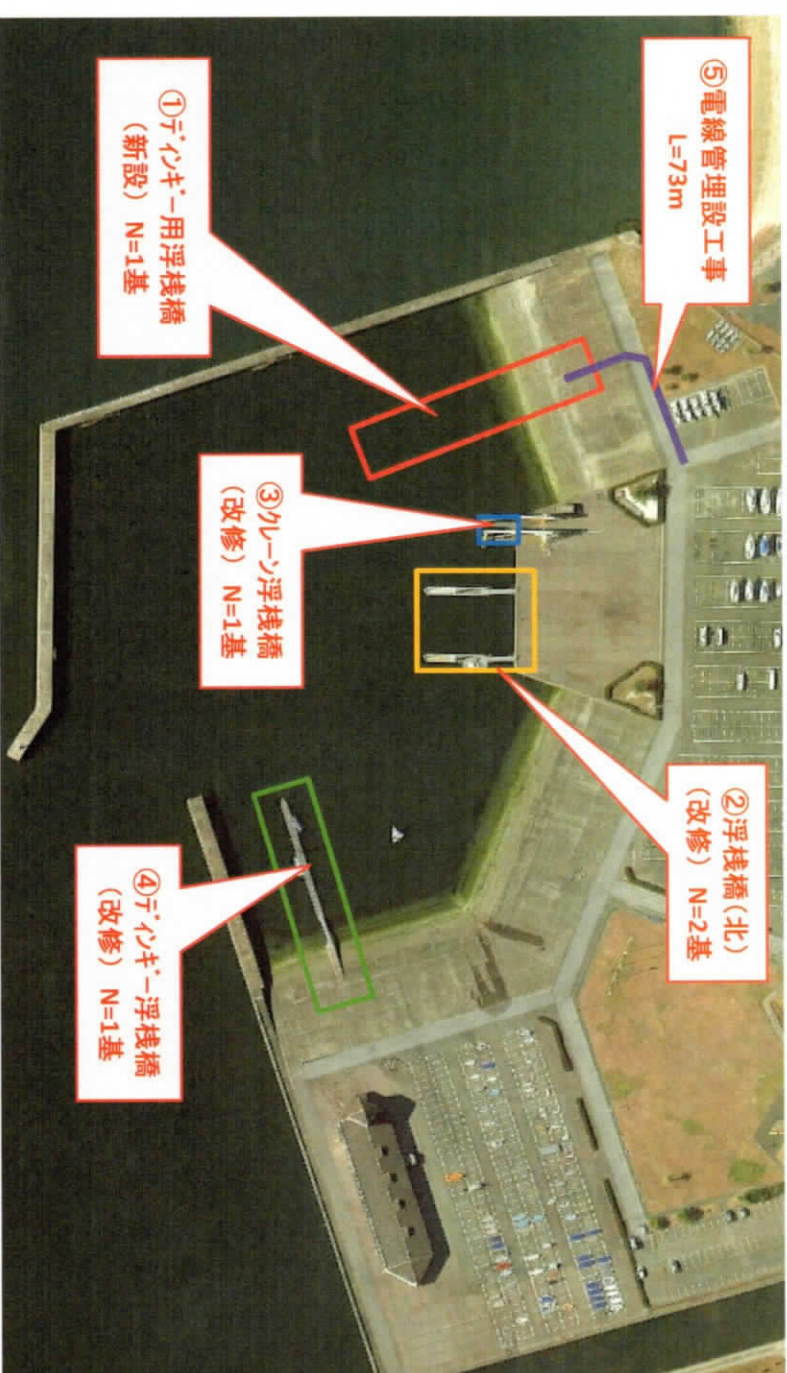 ①ディンギー用浮桟橋
（新設） N=1基
②浮桟橋（北）
（改修） N=2基
③クレーン浮桟橋
（改修） N=1基
④ディンギー浮桟橋
（改修） N=1基
⑤電線管埋設工事
L=73m